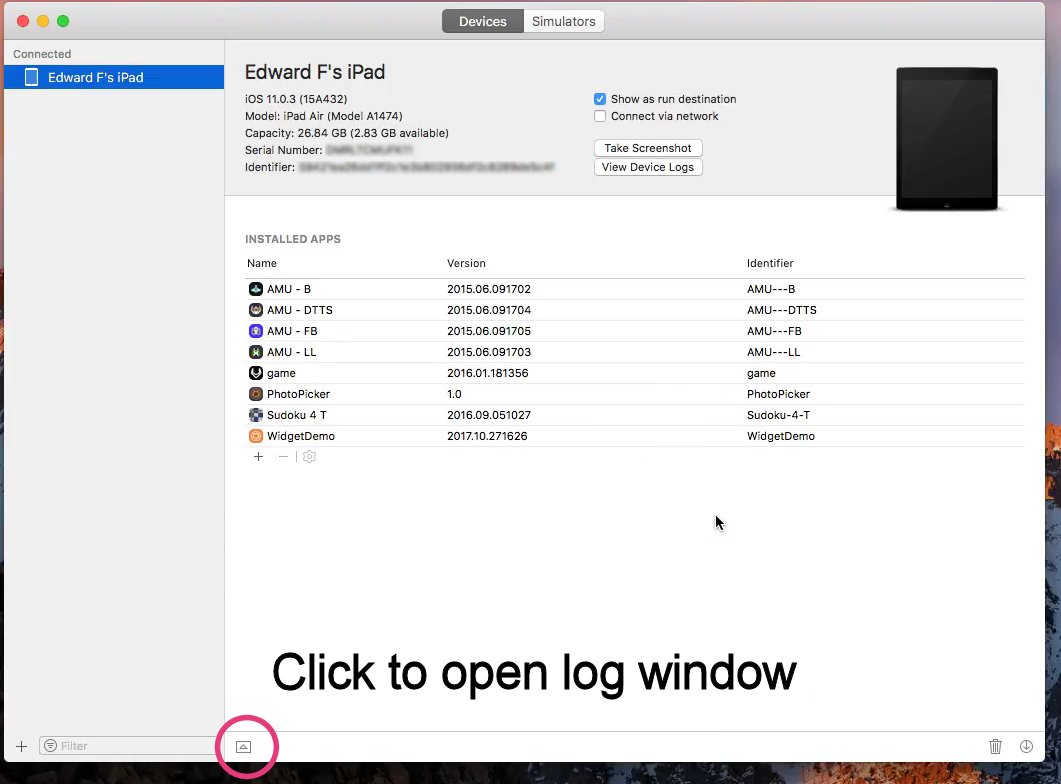 Devices Simulators
Connected
Edward F's iPad
Edward F's iPad
iOS 11.0.3 (15A432)
Model: iPad Air (Model A1474)
Capacity: 26.84 GB (2.83 GB available)
Serial Number:
Identifier:
Show as run destination
Connect via network
Take Screenshot
View Device Logs
INSTALLED APPS
Name Version Identifier
AMU - B 2015.06.091702 AMU---B
AMU - DTTS 2015.06.091704 AMU---DTTS
AMU - FB 2015.06.091705 AMU---FB
AMU - LL 2015.06.091703 AMU---LL
game 2016.01.181356 game
PhotoPicker 1.0 PhotoPicker
Sudoku 4 T 2016.09.051027 Sudoku-4-T
WidgetDemo 2017.10.271626 WidgetDemo
Click to open log window
Filter